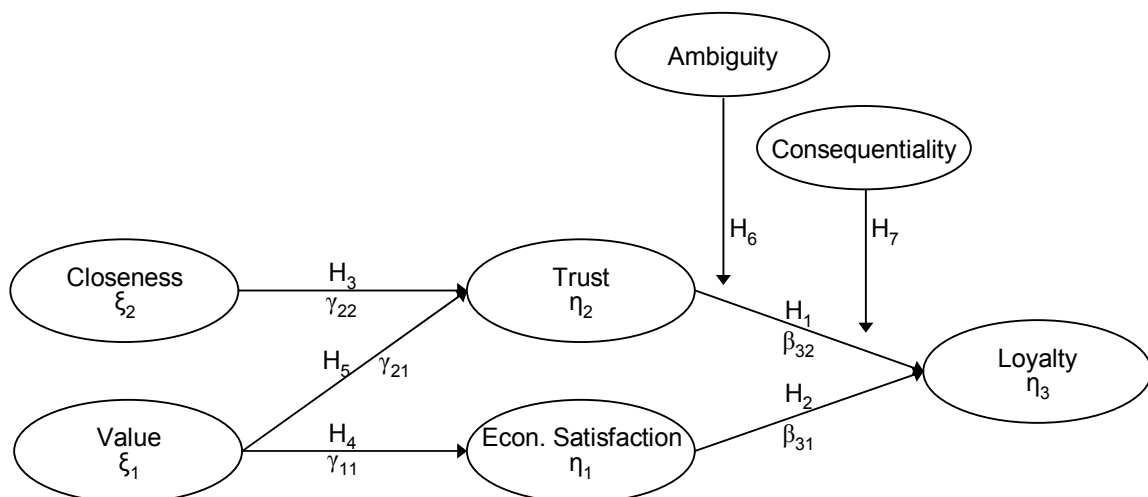 Ambiguity
Consequentiality
H₆
H₇
Closeness
ξ₂
H₃
γ₂₂
Trust
η₂
H₁
β₃₂
H₅
γ₂₁
Loyalty
η₃
Value
ξ₁
H₄
γ₁₁
Econ. Satisfaction
η₁
H₂
β₃₁